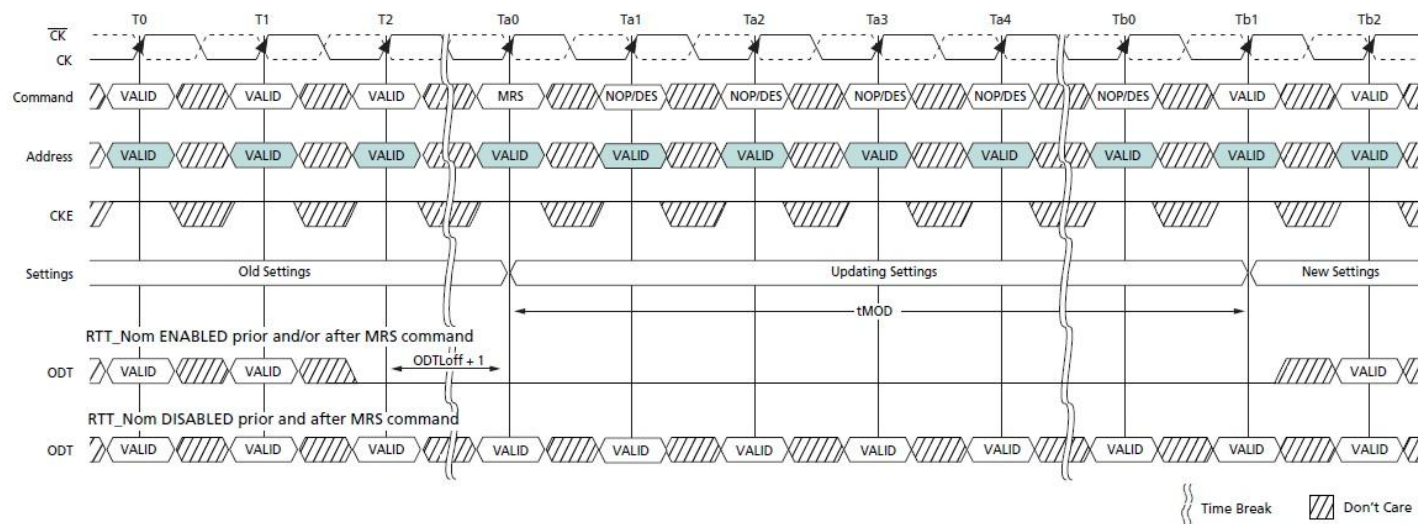 T0 T1 T2 Ta0 Ta1 Ta2 Ta3 Ta4 Tb0 Tb1 Tb2
CK
CK
Command VALID VALID VALID MRS NOP/DES NOP/DES NOP/DES NOP/DES NOP/DES VALID VALID
Address VALID VALID VALID VALID VALID VALID VALID VALID VALID VALID VALID
CKE
Settings Old Settings Updating Settings New Settings
tMOD
RTT_Nom ENABLED prior and/or after MRS command
ODTLoff + 1
ODT VALID VALID VALID
RTT_Nom DISABLED prior and after MRS command
ODT VALID VALID VALID VALID VALID VALID VALID VALID VALID VALID VALID
Time Break Don't Care